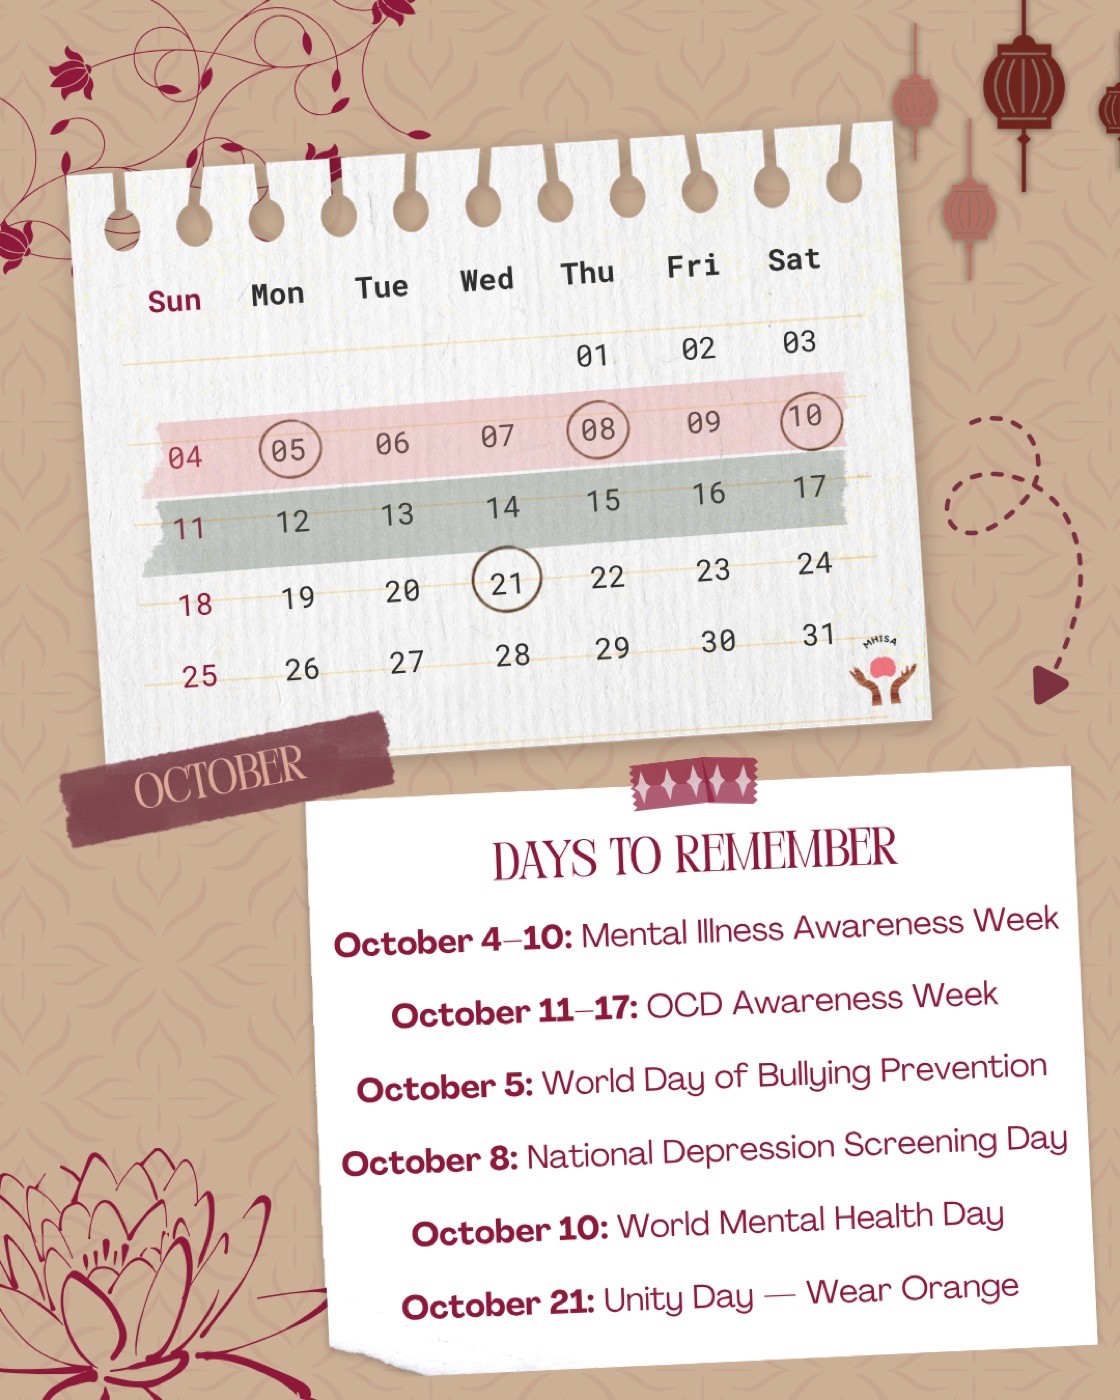 Sun Mon Tue Wed Thu Fri Sat
01 02 03
04 05 06 07 08 09 10
11 12 13 14 15 16 17
18 19 20 21 22 23 24
25 26 27 28 29 30 31
MHISA
OCTOBER
DAYS TO REMEMBER
October 4–10: Mental Illness Awareness Week
October 11–17: OCD Awareness Week
October 5: World Day of Bullying Prevention
October 8: National Depression Screening Day
October 10: World Mental Health Day
October 21: Unity Day — Wear Orange